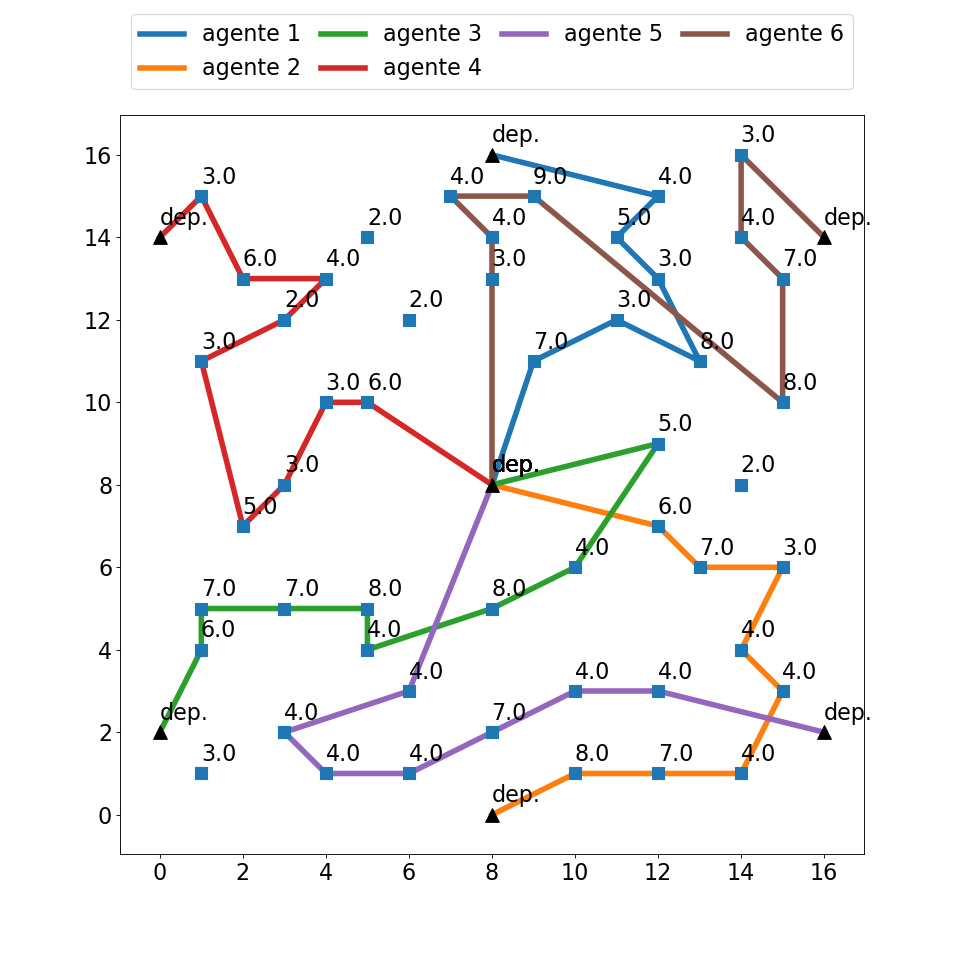 agente 1 agente 3 agente 5 agente 6
agente 2 agente 4
dep. 3.0
16
3.0 4.0 9.0 4.0
dep. 2.0 4.0 5.0 4.0 dep.
14
6.0 4.0 3.0 3.0 7.0
2.0 2.0 3.0
12
3.0 7.0 8.0
3.0 6.0 8.0
10
5.0
3.0 dep. dep. 2.0
8
5.0 6.0
4.0 7.0 3.0
6
7.0 7.0 8.0 8.0
6.0 4.0 4.0
4
4.0 4.0 4.0 4.0
dep. 4.0 7.0 dep.
2
3.0 4.0 4.0 8.0 7.0 4.0
dep.
0
0 2 4 6 8 10 12 14 16